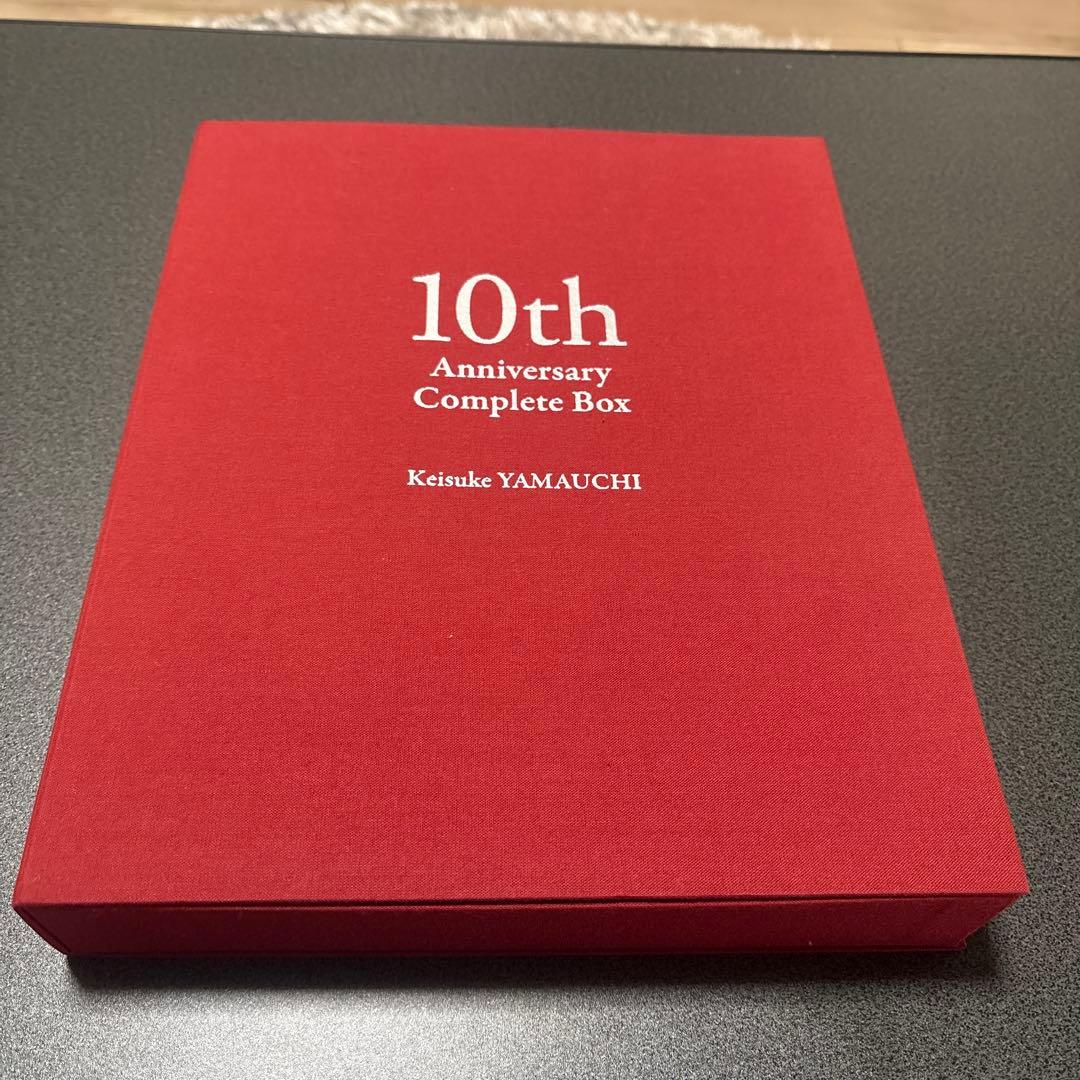 10th
Anniversary
Complete Box
Keisuke YAMAUCHI